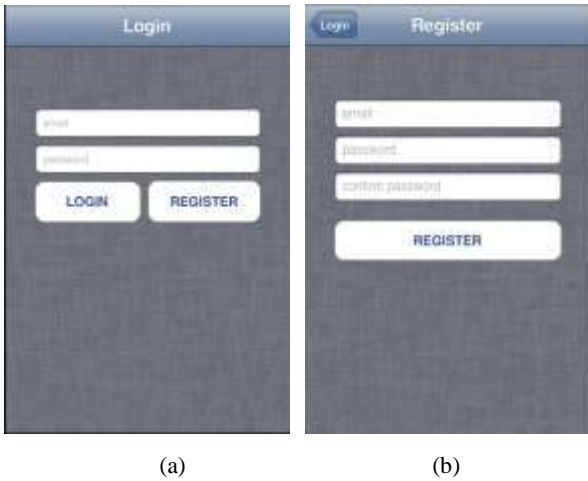 Login
email
password
LOGIN REGISTER
(a)
Login Register
email
password
confirm password
REGISTER
(b)